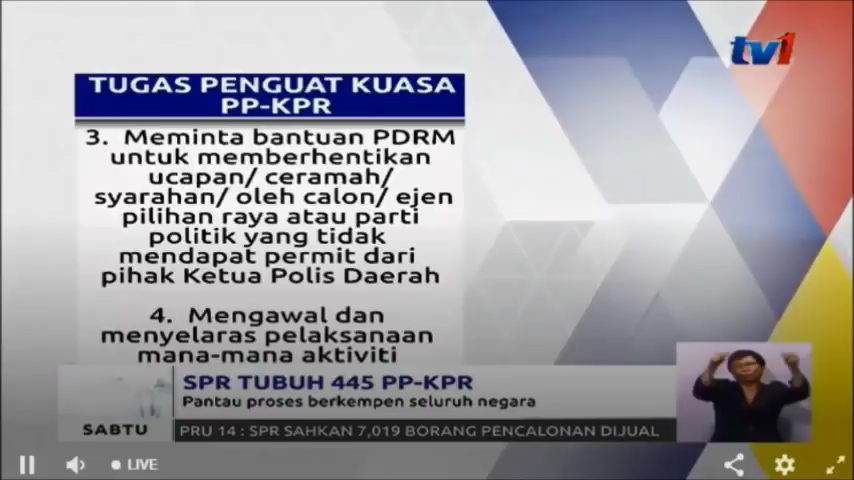 tv1
TUGAS PENGUAT KUASA
PP-KPR
3. Meminta bantuan PDRM
untuk memberhentikan
ucapan/ ceramah/
syarahan/ oleh calon/ ejen
pilihan raya atau parti
politik yang tidak
mendapat permit dari
pihak Ketua Polis Daerah
4. Mengawal dan
menyelaras pelaksanaan
mana-mana aktiviti
SPR TUBUH 445 PP-KPR
Pantau proses berkempen seluruh negara
SABTU
PRU 14 : SPR SAHKAN 7,019 BORANG PENCALONAN DIJUAL
LIVE